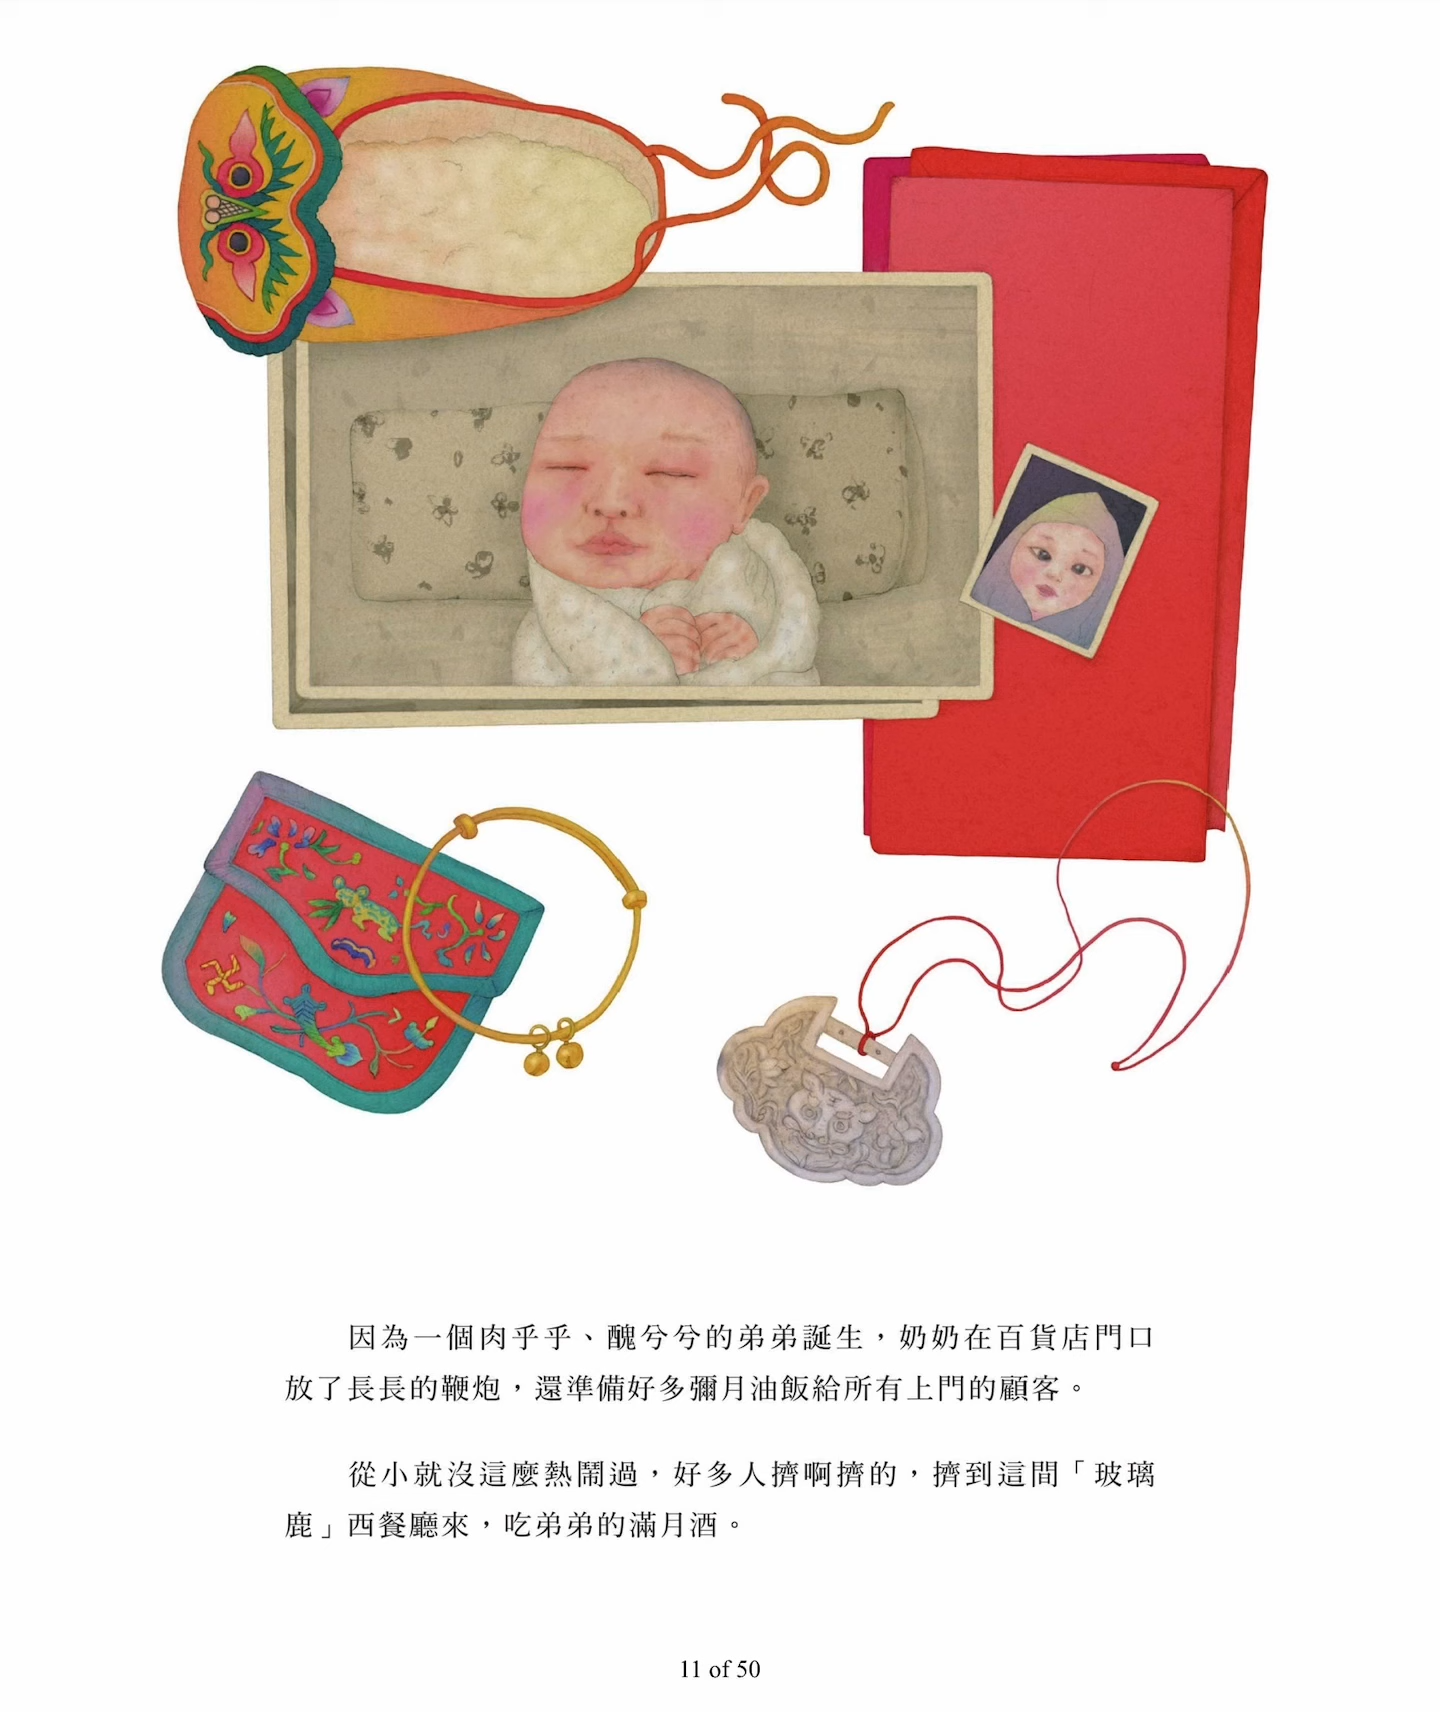 因為一個肉乎乎、醜兮兮的弟弟誕生，奶奶在百貨店門口
放了長長的鞭炮，還準備好多彌月油飯給所有上門的顧客。
從小就沒這麼熱鬧過，好多人擠啊擠的，擠到這間「玻璃
鹿」西餐廳來，吃弟弟的滿月酒。
11 of 50